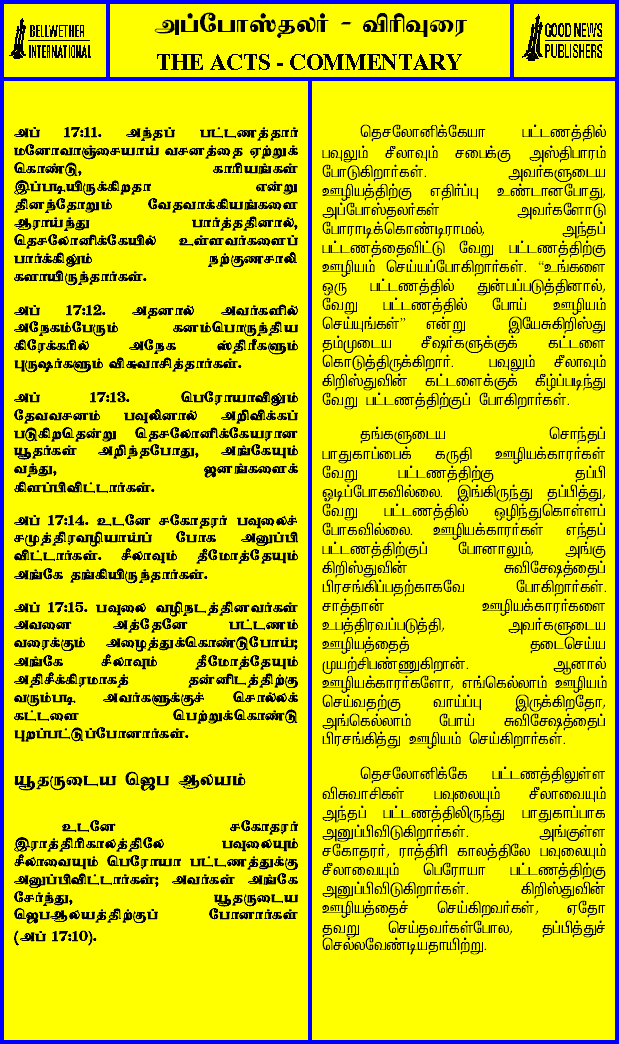 BELLWETHER
INTERNATIONAL
அப்போஸ்தலர் - விரிவுரை
THE ACTS - COMMENTARY
GOOD NEWS
PUBLISHERS
அப் 17:11. அந்தப் பட்டணத்தார்
மனோவாஞ்சையாய் வசனத்தை ஏற்றுக்
கொண்டு, காரியங்கள்
இப்படியிருக்கிறதா என்று
தினந்தோறும் வேதவாக்கியங்களை
ஆராய்ந்து பார்த்ததினால்,
தெசலோனிக்கேயில் உள்ளவர்களைப்
பார்க்கிலும் நற்குணசாலி
களாயிருந்தார்கள்.
அப் 17:12. அதனால் அவர்களில்
அநேகம்பேரும் கனம்பொருந்திய
கிரேக்கரில் அநேக ஸ்திரீகளும்
புருஷர்களும் விசுவாசித்தார்கள்.
அப் 17:13. பெரோயாவிலும்
தேவவசனம் பவுலினால் அறிவிக்கப்
படுகிறதென்று தெசலோனிக்கேயரான
யூதர்கள் அறிந்தபோது, அங்கேயும்
வந்து, ஜனங்களைக்
கிளப்பிவிட்டார்கள்.
அப் 17:14. உடனே சகோதரர் பவுலைச்
சமுத்திரவழியாய்ப் போக அனுப்பி
விட்டார்கள். சீலாவும் தீமோத்தேயும்
அங்கே தங்கியிருந்தார்கள்.
அப் 17:15. பவுலை வழிநடத்தினவர்கள்
அவனை அத்தேனே பட்டணம்
வரைக்கும் அழைத்துக்கொண்டுபோய்;
அங்கே சீலாவும் தீமோத்தேயும்
அதிசீக்கிரமாகத் தன்னிடத்திற்கு
வரும்படி அவர்களுக்குச் சொல்லக்
கட்டளை பெற்றுக்கொண்டு
புறப்பட்டுப்போனார்கள்.
யூதருடைய ஜெப ஆலயம்
உடனே சகோதரர்
இராத்திரிகாலத்திலே பவுலையும்
சீலாவையும் பெரோயா பட்டணத்துக்கு
அனுப்பிவிட்டார்கள்; அவர்கள் அங்கே
சேர்ந்து, யூதருடைய
ஜெபஆலயத்திற்குப் போனார்கள்
(அப் 17:10).
தெசலோனிக்கேயா பட்டணத்தில்
பவுலும் சீலாவும் சபைக்கு அஸ்திபாரம்
போடுகிறார்கள். அவர்களுடைய
ஊழியத்திற்கு எதிர்ப்பு உண்டானபோது,
அப்போஸ்தலர்கள் அவர்களோடு
போராடிக்கொண்டிராமல், அந்தப்
பட்டணத்தைவிட்டு வேறு பட்டணத்திற்கு
ஊழியம் செய்யப்போகிறார்கள். “உங்களை
ஒரு பட்டணத்தில் துன்பப்படுத்தினால்,
வேறு பட்டணத்தில் போய் ஊழியம்
செய்யுங்கள்” என்று இயேசுகிறிஸ்து
தம்முடைய சீஷர்களுக்குக் கட்டளை
கொடுத்திருக்கிறார். பவுலும் சீலாவும்
கிறிஸ்துவின் கட்டளைக்குக் கீழ்ப்படிந்து
வேறு பட்டணத்திற்குப் போகிறார்கள்.
தங்களுடைய சொந்தப்
பாதுகாப்பைக் கருதி ஊழியக்காரர்கள்
வேறு பட்டணத்திற்கு தப்பி
ஓடிப்போகவில்லை. இங்கிருந்து தப்பித்து,
வேறு பட்டணத்தில் ஒழிந்துகொள்ளப்
போகவில்லை. ஊழியக்காரர்கள் எந்தப்
பட்டணத்திற்குப் போனாலும், அங்கு
கிறிஸ்துவின் சுவிசேஷத்தைப்
பிரசங்கிப்பதற்காகவே போகிறார்கள்.
சாத்தான் ஊழியக்காரர்களை
உபத்திரவப்படுத்தி, அவர்களுடைய
ஊழியத்தைத் தடைசெய்ய
முயற்சிபண்ணுகிறான். ஆனால்
ஊழியக்காரர்களோ, எங்கெல்லாம் ஊழியம்
செய்வதற்கு வாய்ப்பு இருக்கிறதோ,
அங்கெல்லாம் போய் சுவிசேஷத்தைப்
பிரசங்கித்து ஊழியம் செய்கிறார்கள்.
தெசலோனிக்கே பட்டணத்திலுள்ள
விசுவாசிகள் பவுலையும் சீலாவையும்
அந்தப் பட்டணத்திலிருந்து பாதுகாப்பாக
அனுப்பிவிடுகிறார்கள். அங்குள்ள
சகோதரர், ராத்திரி காலத்திலே பவுலையும்
சீலாவையும் பெரோயா பட்டணத்திற்கு
அனுப்பிவிடுகிறார்கள். கிறிஸ்துவின்
ஊழியத்தைச் செய்கிறவர்கள், ஏதோ
தவறு செய்தவர்கள்போல, தப்பித்துச்
செல்லவேண்டியதாயிற்று.